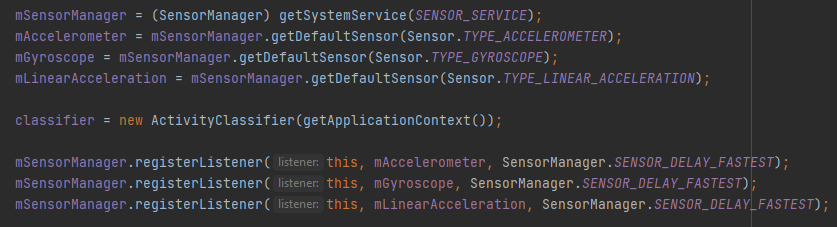 mSensorManager = (SensorManager) getSystemService(SENSOR_SERVICE);
mAccelerometer = mSensorManager.getDefaultSensor(Sensor.TYPE_ACCELEROMETER);
mGyroscope = mSensorManager.getDefaultSensor(Sensor.TYPE_GYROSCOPE);
mLinearAcceleration = mSensorManager.getDefaultSensor(Sensor.TYPE_LINEAR_ACCELERATION);
classifier = new ActivityClassifier(getApplicationContext());
mSensorManager.registerListener( listener: this, mAccelerometer, SensorManager.SENSOR_DELAY_FASTEST);
mSensorManager.registerListener( listener: this, mGyroscope, SensorManager.SENSOR_DELAY_FASTEST);
mSensorManager.registerListener( listener: this, mLinearAcceleration, SensorManager.SENSOR_DELAY_FASTEST);